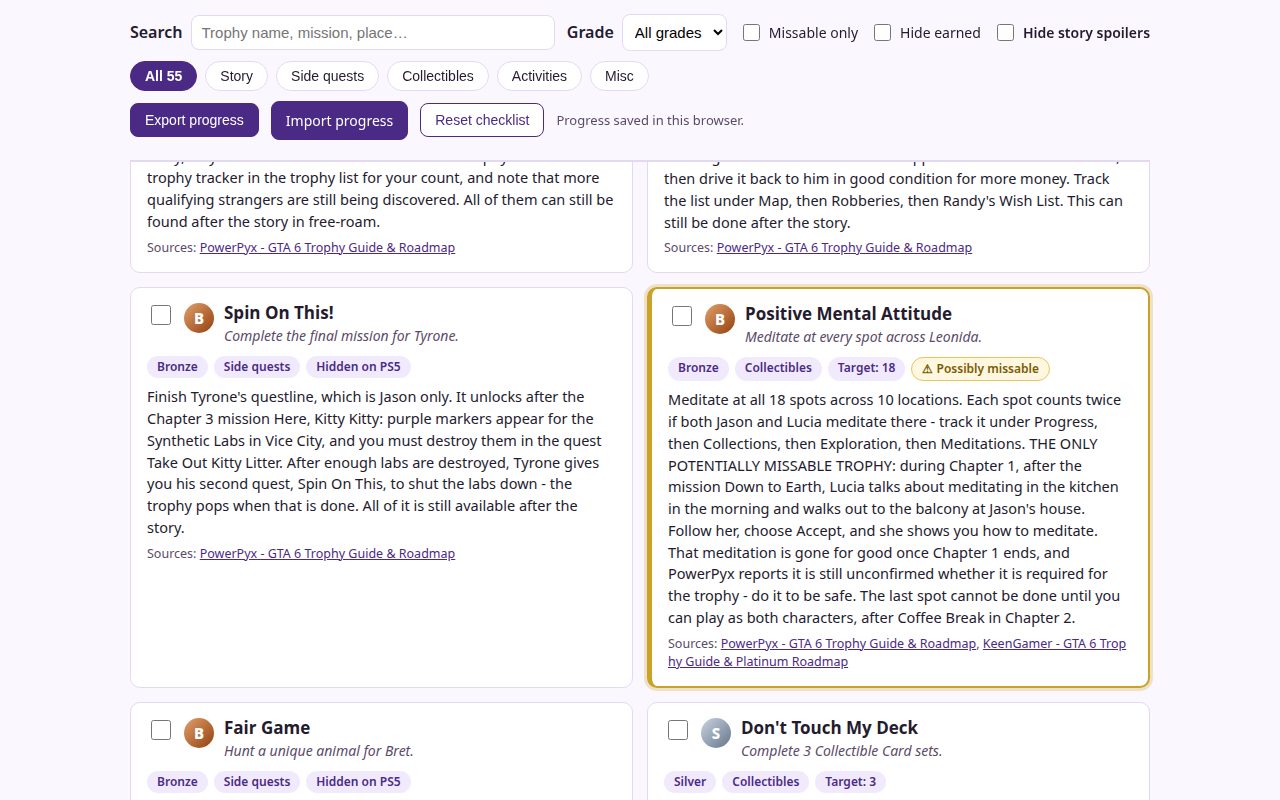 Search Trophy name, mission, place… Grade All grades Missable only Hide earned Hide story spoilers
All 55 Story Side quests Collectibles Activities Misc
Export progress Import progress Reset checklist Progress saved in this browser.
trophy tracker in the trophy list for your count, and note that more
qualifying strangers are still being discovered. All of them can still be
found after the story in free-roam.
Sources: PowerPyx - GTA 6 Trophy Guide & Roadmap
then drive it back to him in good condition for more money. Track
the list under Map, then Robberies, then Randy's Wish List. This can
still be done after the story.
Sources: PowerPyx - GTA 6 Trophy Guide & Roadmap
B Spin On This!
Complete the final mission for Tyrone.
Bronze Side quests Hidden on PS5
Finish Tyrone's questline, which is Jason only. It unlocks after the
Chapter 3 mission Here, Kitty Kitty: purple markers appear for the
Synthetic Labs in Vice City, and you must destroy them in the quest
Take Out Kitty Litter. After enough labs are destroyed, Tyrone gives
you his second quest, Spin On This, to shut the labs down - the
trophy pops when that is done. All of it is still available after the
story.
Sources: PowerPyx - GTA 6 Trophy Guide & Roadmap
B Positive Mental Attitude
Meditate at every spot across Leonida.
Bronze Collectibles Target: 18 ⚠ Possibly missable
Meditate at all 18 spots across 10 locations. Each spot counts twice
if both Jason and Lucia meditate there - track it under Progress,
then Collections, then Exploration, then Meditations. THE ONLY
POTENTIALLY MISSABLE TROPHY: during Chapter 1, after the
mission Down to Earth, Lucia talks about meditating in the kitchen
in the morning and walks out to the balcony at Jason's house.
Follow her, choose Accept, and she shows you how to meditate.
That meditation is gone for good once Chapter 1 ends, and
PowerPyx reports it is still unconfirmed whether it is required for
the trophy - do it to be safe. The last spot cannot be done until you
can play as both characters, after Coffee Break in Chapter 2.
Sources: PowerPyx - GTA 6 Trophy Guide & Roadmap, KeenGamer - GTA 6 Trop
hy Guide & Platinum Roadmap
B Fair Game
Hunt a unique animal for Bret.
Bronze Side quests Hidden on PS5
S Don't Touch My Deck
Complete 3 Collectible Card sets.
Silver Collectibles Target: 3